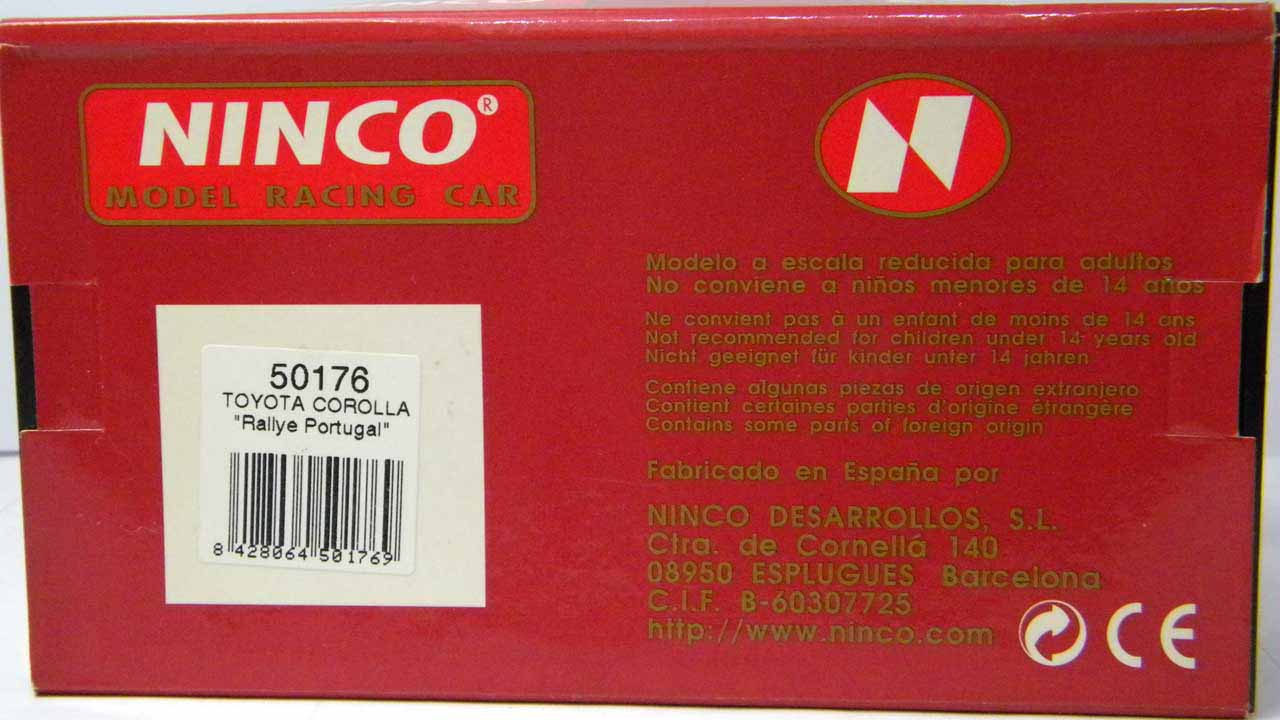 NINCO®
MODEL RACING CAR
N
50176
TOYOTA COROLLA
"Rallye Portugal"
8 428064 501769
Modelo a escala reducida para adultos
No conviene a niños menores de 14 años
Ne convient pas à un enfant de moins de 14 ans
Not recommended for children under 14 years old
Nicht geeignet für kinder unter 14 jahren
Contiene algunas piezas de origen extranjero
Contient certaines parties d'origine étrangère
Contains some parts of foreign origin
Fabricado en España por
NINCO DESARROLLOS, S.L.
Ctra. de Cornellá 140
08950 ESPLUGUES Barcelona
C.I.F. B-60307725
http://www.ninco.com
CE